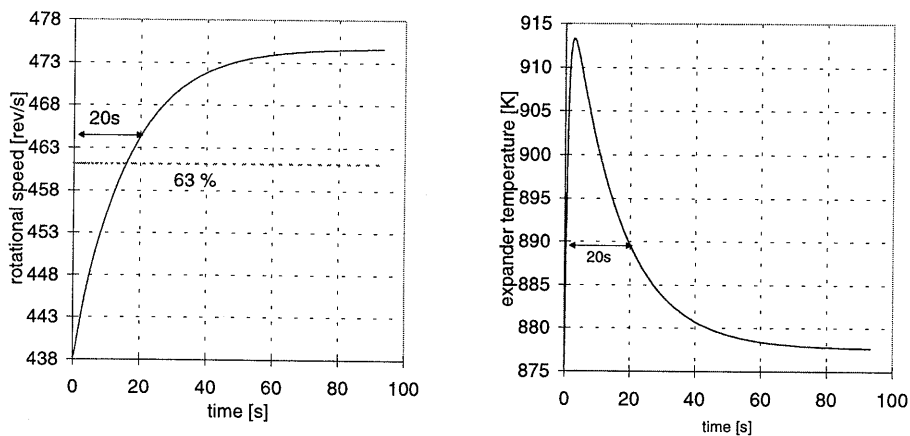 rotational speed [rev/s]
478
473
468
463
458
453
448
443
438
20s
63 %
0 20 40 60 80 100
time [s]
expander temperature [K]
915
910
905
900
895
890
885
880
875
20s
0 20 40 60 80 100
time [s]